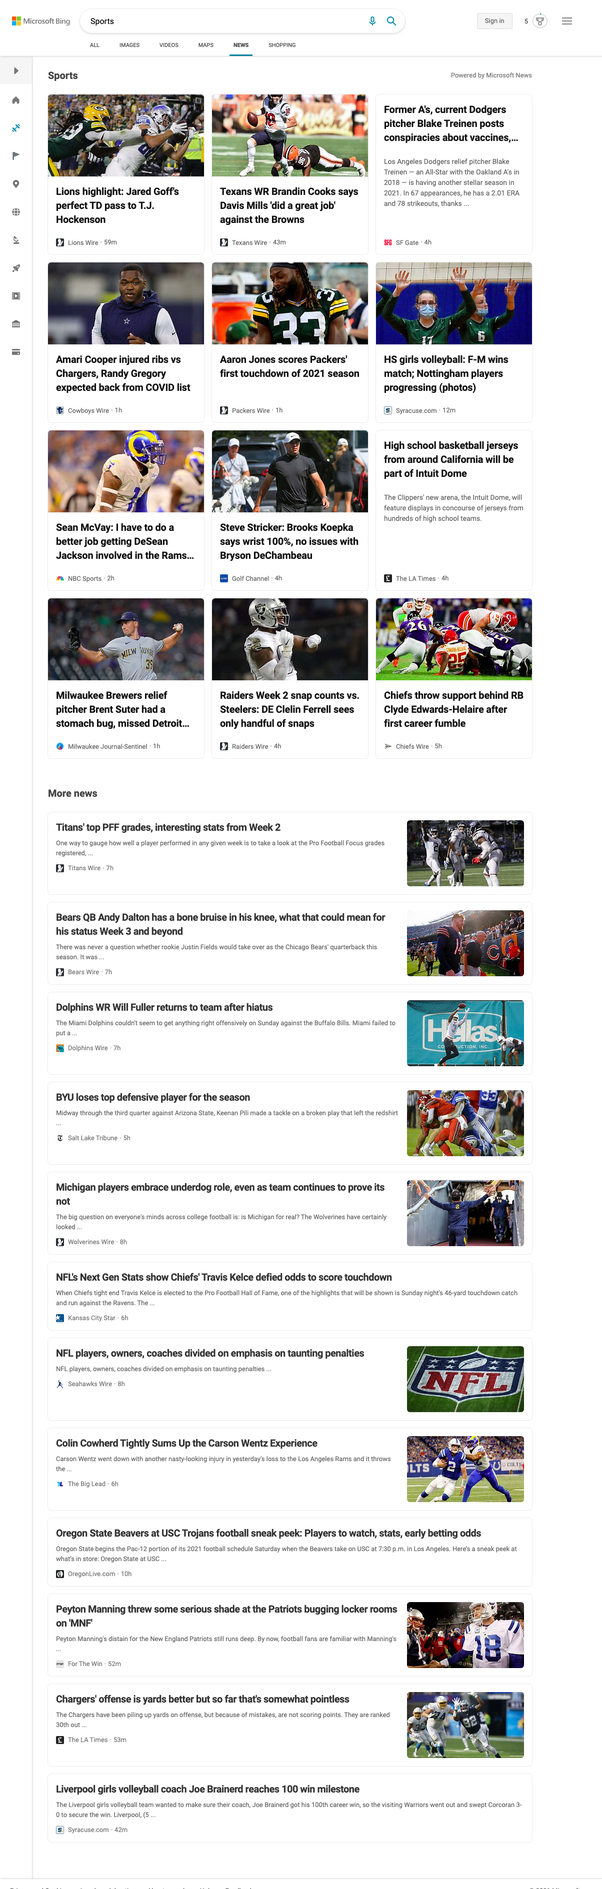 Microsoft Bing
Sports
Sign in
5
ALL IMAGES VIDEOS MAPS NEWS SHOPPING
Sports
Powered by Microsoft News
Lions highlight: Jared Goff's
perfect TD pass to T.J.
Hockenson
Lions Wire · 59m
Texans WR Brandin Cooks says
Davis Mills 'did a great job'
against the Browns
Texans Wire · 43m
Former A's, current Dodgers
pitcher Blake Treinen posts
conspiracies about vaccines,...
Los Angeles Dodgers relief pitcher Blake
Treinen — an All-Star with the Oakland A's in
2018 — is having another stellar season in
2021. In 67 appearances, he has a 2.01 ERA
and 78 strikeouts, thanks ...
SF Gate · 4h
Amari Cooper injured ribs vs
Chargers, Randy Gregory
expected back from COVID list
Cowboys Wire · 1h
33
Aaron Jones scores Packers'
first touchdown of 2021 season
Packers Wire · 1h
17
6
HS girls volleyball: F-M wins
match; Nottingham players
progressing (photos)
Syracuse.com · 12m
Sean McVay: I have to do a
better job getting DeSean
Jackson involved in the Rams...
NBC Sports · 2h
Steve Stricker: Brooks Koepka
says wrist 100%, no issues with
Bryson DeChambeau
Golf Channel · 4h
High school basketball jerseys
from around California will be
part of Intuit Dome
The Clippers' new arena, the Intuit Dome, will
feature displays in concourse of jerseys from
hundreds of high school teams.
The LA Times · 4h
Milwaukee Brewers relief
pitcher Brent Suter had a
stomach bug, missed Detroit...
Milwaukee Journal-Sentinel · 1h
Raiders Week 2 snap counts vs.
Steelers: DE Clelin Ferrell sees
only handful of snaps
Raiders Wire · 4h
26
25
Chiefs throw support behind RB
Clyde Edwards-Helaire after
first career fumble
Chiefs Wire · 5h
More news
Titans' top PFF grades, interesting stats from Week 2
One way to gauge how well a player performed in any given week is to take a look at the Pro Football Focus grades
registered, ...
Titans Wire · 7h
Bears QB Andy Dalton has a bone bruise in his knee, what that could mean for
his status Week 3 and beyond
There was never a question whether rookie Justin Fields would take over as the Chicago Bears' quarterback this
season. It was ...
Bears Wire · 7h
Dolphins WR Will Fuller returns to team after hiatus
The Miami Dolphins couldn't seem to get anything right offensively on Sunday against the Buffalo Bills. Miami failed to
put a ...
Dolphins Wire · 7h
Hellas
CONSTRUCTION, INC.
BYU loses top defensive player for the season
Midway through the third quarter against Arizona State, Keenan Pili made a tackle on a broken play that left the redshirt
...
Salt Lake Tribune · 5h
Michigan players embrace underdog role, even as team continues to prove its
not
The big question on everyone's minds across college football is: is Michigan for real? The Wolverines have certainly
looked ...
Wolverines Wire · 8h
NFL's Next Gen Stats show Chiefs' Travis Kelce defied odds to score touchdown
When Chiefs tight end Travis Kelce is elected to the Pro Football Hall of Fame, one of the highlights that will be shown is Sunday night's 46-yard touchdown catch
and run against the Ravens. The ...
Kansas City Star · 6h
NFL players, owners, coaches divided on emphasis on taunting penalties
NFL players, owners, coaches divided on emphasis on taunting penalties ...
Seahawks Wire · 8h
NFL
Colin Cowherd Tightly Sums Up the Carson Wentz Experience
Carson Wentz went down with another nasty-looking injury in yesterday's loss to the Los Angeles Rams and it throws
the ...
The Big Lead · 6h
Oregon State Beavers at USC Trojans football sneak peek: Players to watch, stats, early betting odds
Oregon State begins the Pac-12 portion of its 2021 football schedule Saturday when the Beavers take on USC at 7:30 p.m. in Los Angeles. Here's a sneak peek at
what's in store: Oregon State at USC ...
OregonLive.com · 10h
Peyton Manning threw some serious shade at the Patriots bugging locker rooms
on 'MNF'
Peyton Manning's distain for the New England Patriots still runs deep. By now, football fans are familiar with Manning's
...
For The Win · 52m
18
Chargers' offense is yards better but so far that's somewhat pointless
The Chargers have been piling up yards on offense, but because of mistakes, are not scoring points. They are ranked
30th out ...
The LA Times · 53m
Liverpool girls volleyball coach Joe Brainerd reaches 100 win milestone
The Liverpool girls volleyball team wanted to make sure their coach, Joe Brainerd got his 100th career win, so the visiting Warriors went out and swept Corcoran 3-
0 to secure the win. Liverpool, (5 ...
Syracuse.com · 42m